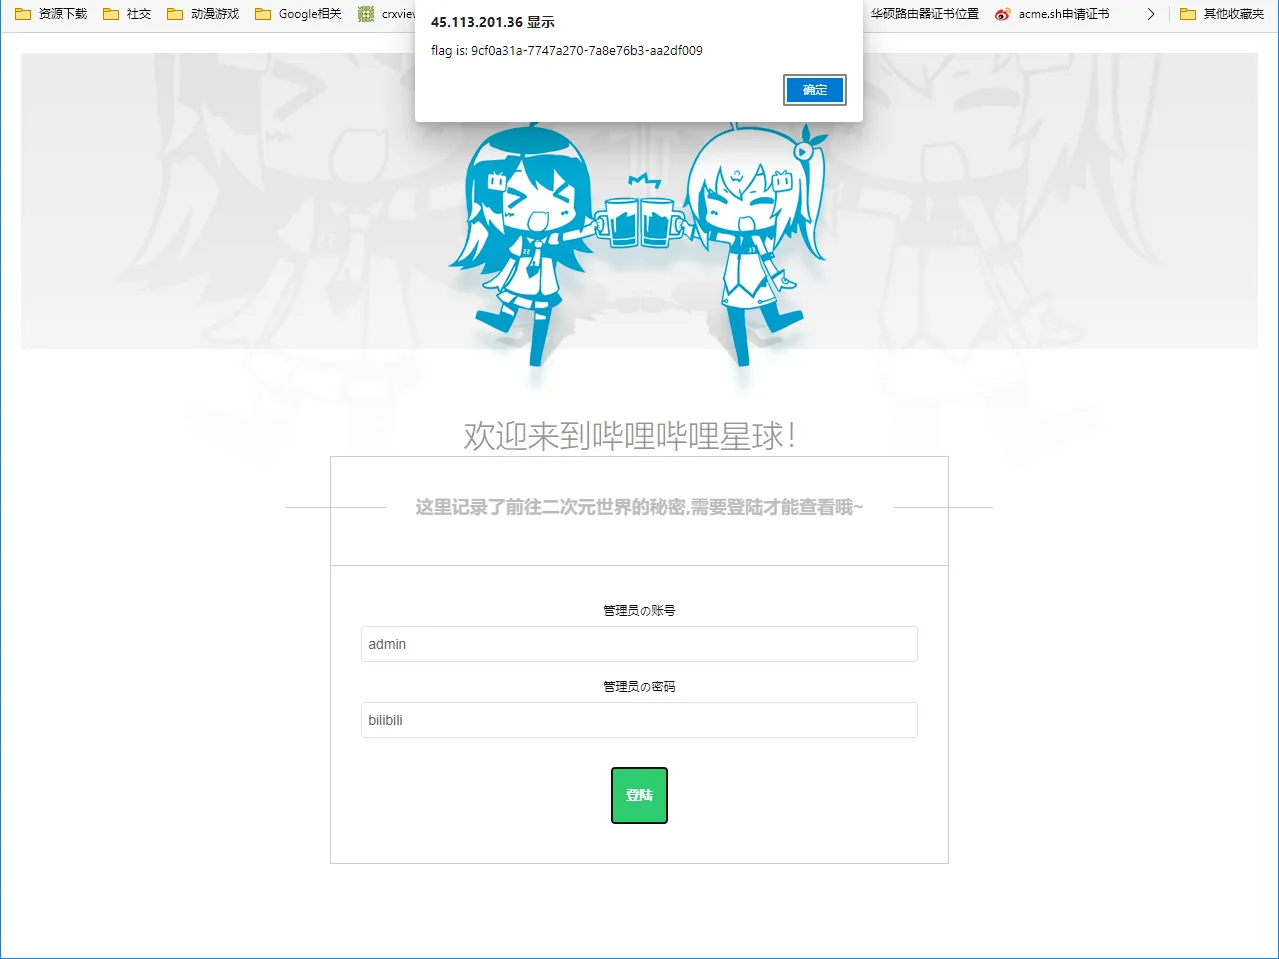 资源下载 社交 动漫游戏 Google相关 crxview 华硕路由器证书位置 acme.sh申请证书 其他收藏夹
45.113.201.36 显示
flag is: 9cf0a31a-7747a270-7a8e76b3-aa2df009
确定
欢迎来到哔哩哔哩星球！
这里记录了前往二次元世界的秘密,需要登陆才能查看哦~
管理员の账号
admin
管理员の密码
bilibili
登陆